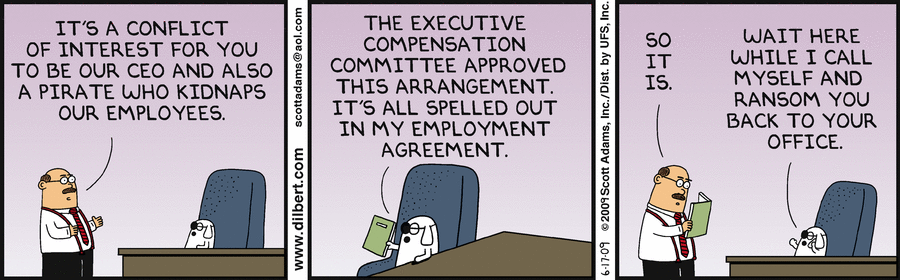 IT'S A CONFLICT
OF INTEREST FOR YOU
TO BE OUR CEO AND ALSO
A PIRATE WHO KIDNAPS
OUR EMPLOYEES.
www.dilbert.com scottadams@aol.com
THE EXECUTIVE
COMPENSATION
COMMITTEE APPROVED
THIS ARRANGEMENT.
IT'S ALL SPELLED OUT
IN MY EMPLOYMENT
AGREEMENT.
6-17-09 © 2009 Scott Adams, Inc./Dist. by UFS, Inc.
SO
IT
IS.
WAIT HERE
WHILE I CALL
MYSELF AND
RANSOM YOU
BACK TO YOUR
OFFICE.